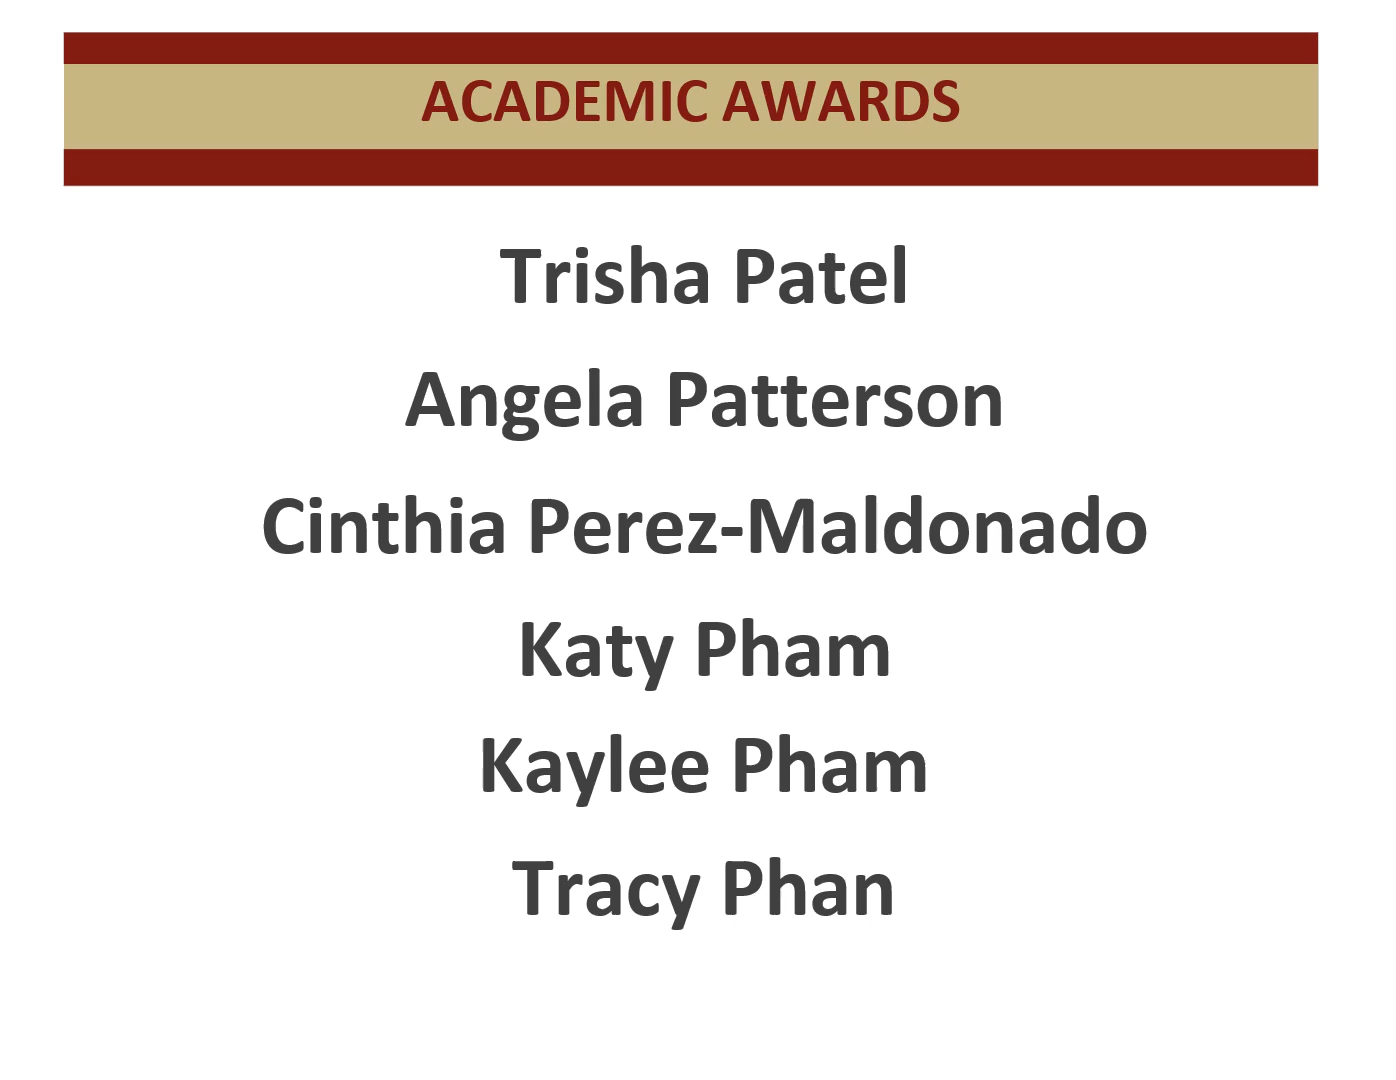 ACADEMIC AWARDS
Trisha Patel
Angela Patterson
Cinthia Perez-Maldonado
Katy Pham
Kaylee Pham
Tracy Phan